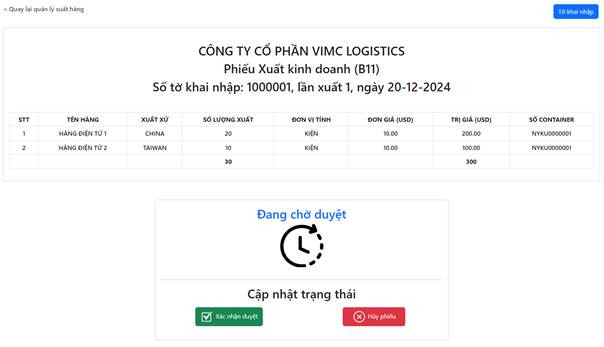 < Quay lại quản lý xuất hàng
Tờ khai nhập
CÔNG TY CỔ PHẦN VIMC LOGISTICS
Phiếu Xuất kinh doanh (B11)
Số tờ khai nhập: 1000001, lần xuất 1, ngày 20-12-2024
STT TÊN HÀNG XUẤT XỨ SỐ LƯỢNG XUẤT ĐƠN VỊ TÍNH ĐƠN GIÁ (USD) TRỊ GIÁ (USD) SỐ CONTAINER
1 HÀNG ĐIỆN TỬ 1 CHINA 20 KIỆN 10.00 200.00 NYKU0000001
2 HÀNG ĐIỆN TỬ 2 TAIWAN 10 KIỆN 10.00 100.00 NYKU0000001
30 300
Đang chờ duyệt
Cập nhật trạng thái
Xác nhận duyệt
Hủy phiếu